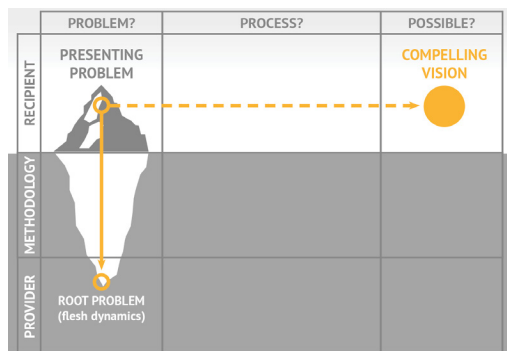 PROBLEM?
PROCESS?
POSSIBLE?
RECIPIENT
PRESENTING
PROBLEM
COMPELLING
VISION
METHODOLOGY
PROVIDER
ROOT PROBLEM
(flesh dynamics)